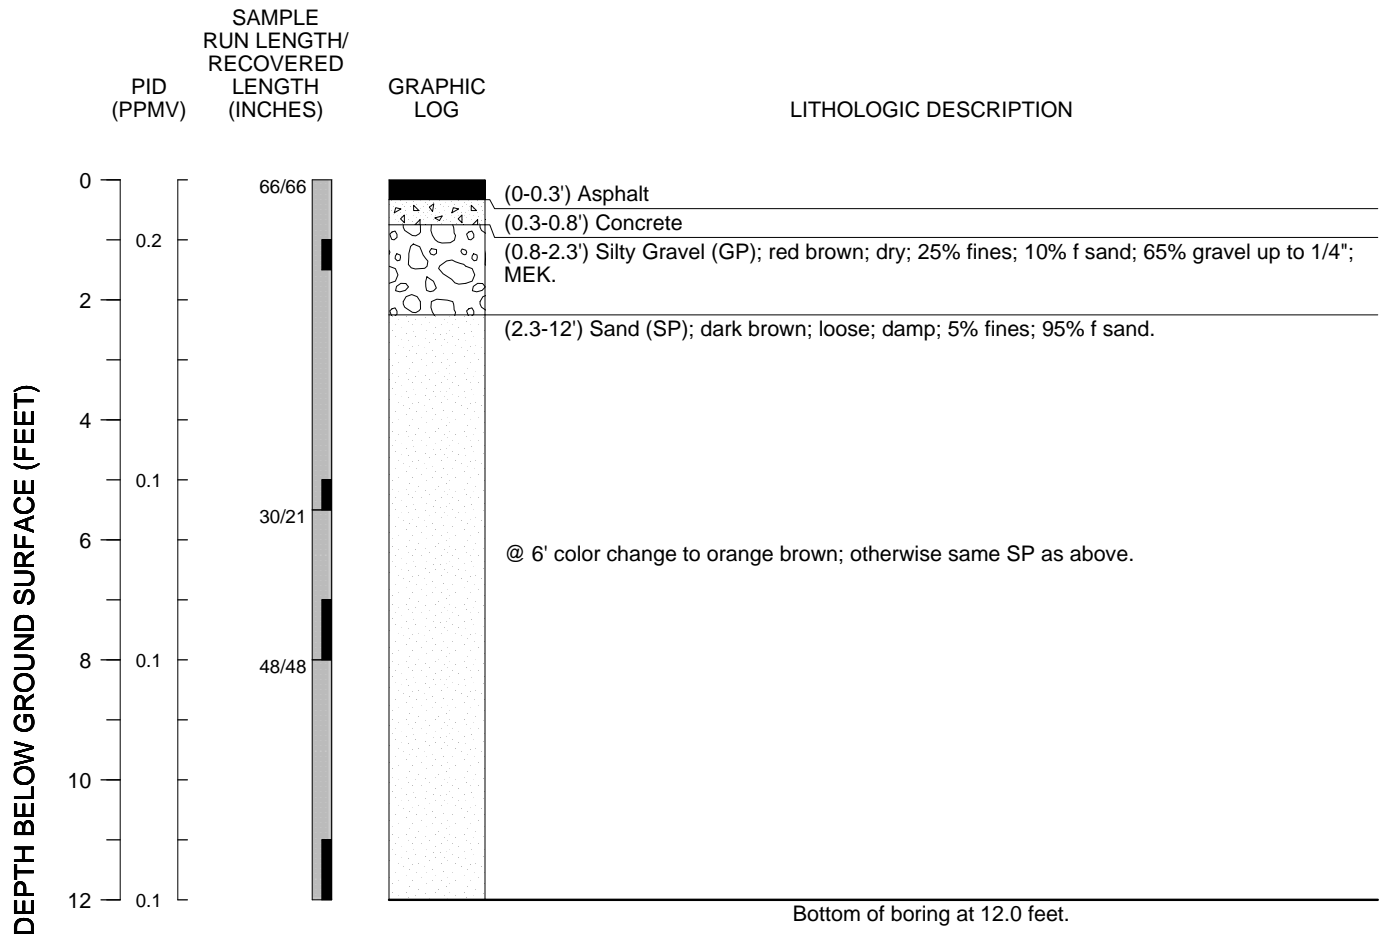 SAMPLE
RUN LENGTH/
RECOVERED
LENGTH
(INCHES)
PID
(PPMV)
GRAPHIC
LOG
LITHOLOGIC DESCRIPTION
DEPTH BELOW GROUND SURFACE (FEET)
0
66/66
(0-0.3') Asphalt
(0.3-0.8') Concrete
0.2
(0.8-2.3') Silty Gravel (GP); red brown; dry; 25% fines; 10% f sand; 65% gravel up to 1/4";
MEK.
2
(2.3-12') Sand (SP); dark brown; loose; damp; 5% fines; 95% f sand.
4
0.1
30/21
6
@ 6' color change to orange brown; otherwise same SP as above.
8
0.1
48/48
10
12
0.1
Bottom of boring at 12.0 feet.